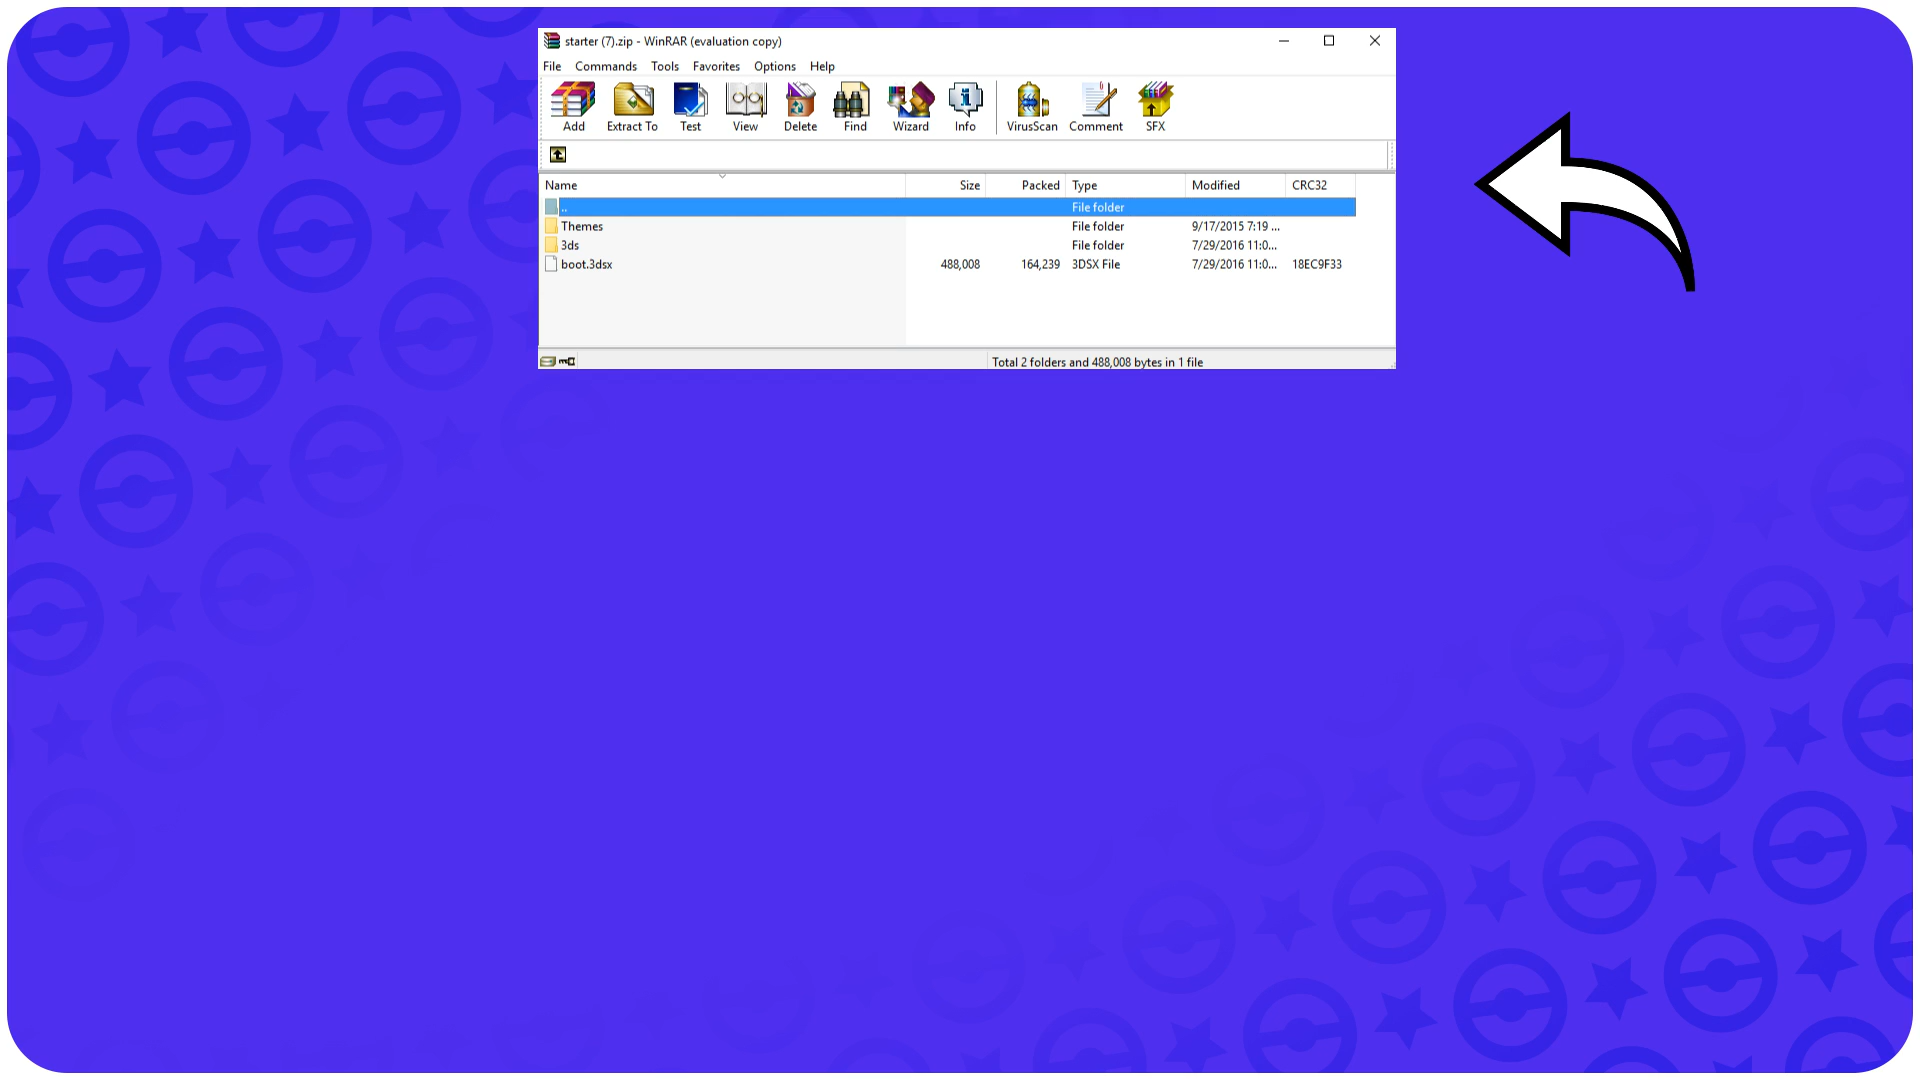 starter (7).zip - WinRAR (evaluation copy)
File Commands Tools Favorites Options Help
Add Extract To Test View Delete Find Wizard Info VirusScan Comment SFX
Name Size Packed Type Modified CRC32
.. File folder
Themes File folder 9/17/2015 7:19 ...
3ds File folder 7/29/2016 11:0...
boot.3dsx 488,008 164,239 3DSX File 7/29/2016 11:0... 18EC9F33
Total 2 folders and 488,008 bytes in 1 file